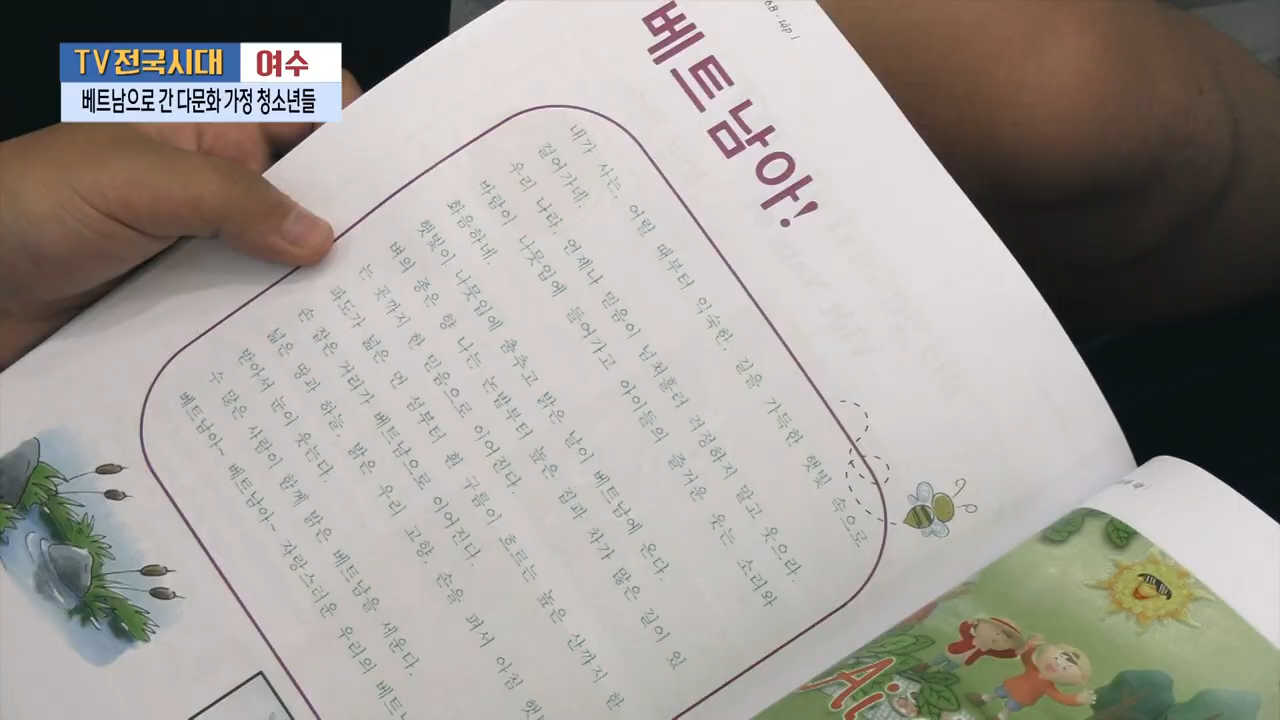 TV전국시대 여수
베트남으로 간 다문화 가정 청소년들
6B - tập 1
베트남아!
내가 사는, 어릴 때부터 익숙한, 길을 가득한 햇빛 속으로
걸어가네.
우리 나라, 언제나 믿음이 넘쳐흘러 걱정하지 말고 웃으라.
바람이 나뭇잎에 들어가고 아이들의 즐거운 웃는 소리와
화음하네
햇빛이 나뭇잎에 춤추고 밝은 날이 베트남에 온다.
벼의 좋은 향 나는 논밭부터 높은 집과 차가 많은 길이 있
는 곳까지 한 믿음으로 이어진다.
파도가 넓은 먼 섬부터 흰 구름이 흐르는 높은 산까지 한
손 잡은 거리가 베트남으로 이어진다.
넓은 땅과 하늘, 밝은 우리 고향, 손을 펴서 아침 햇
받아서 눈이 웃는다.
수 많은 사람이 함께 밝은 베트남을 세운다.
베트남아~ 베트남아~ 자랑스러운 우리의 베트
Ai